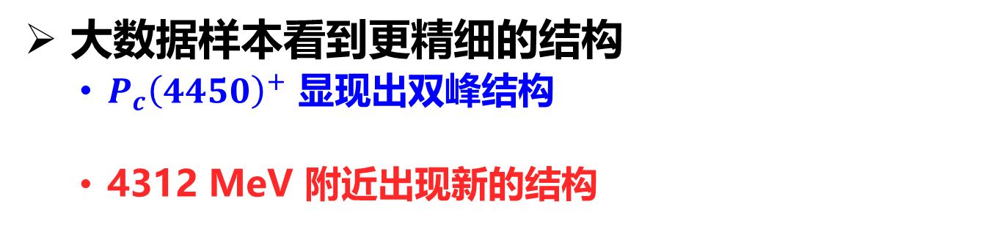 ➢ 大数据样本看到更精细的结构
• P_c(4450)^+ 显现出双峰结构
• 4312 MeV 附近出现新的结构